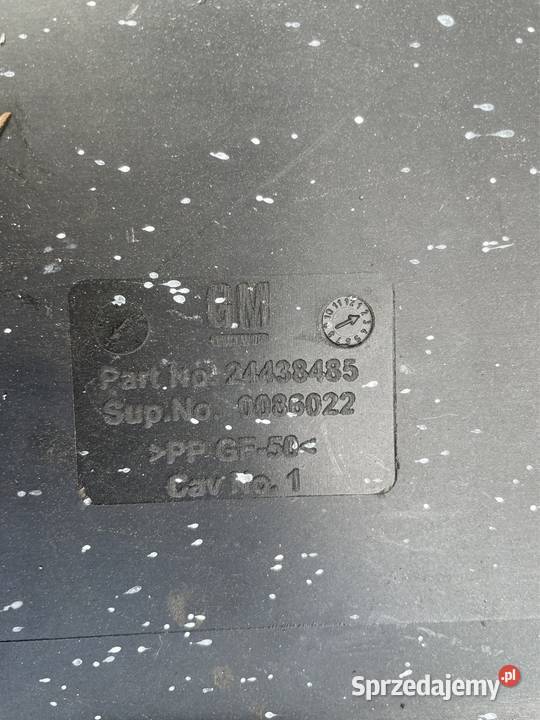 GM
Part No. 24438485
Sup.No. 0086022
>PP GF-50<
Cav No. 1
Sprzedajemy.pl